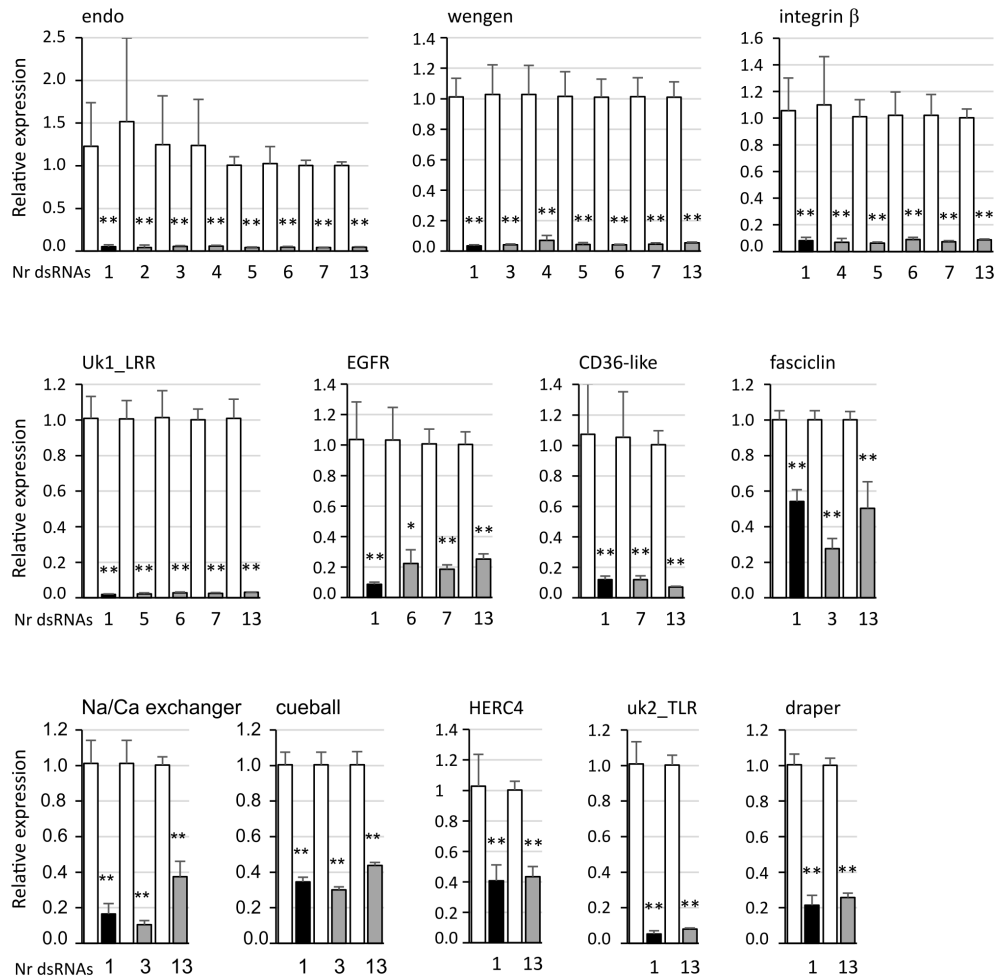 endo wengen integrin β
Relative expression
2.5 2.0 1.5 1.0 0.5 0.0
1.4 1.2 1.0 0.8 0.6 0.4 0.2 0.0
1.6 1.4 1.2 1.0 0.8 0.6 0.4 0.2 0.0
** ** ** ** ** ** ** **
** ** ** ** ** ** **
** ** ** ** ** **
Nr dsRNAs 1 2 3 4 5 6 7 13
1 3 4 5 6 7 13
1 4 5 6 7 13
Uk1_LRR EGFR CD36-like fasciclin
Relative expression
1.2 1.0 0.8 0.6 0.4 0.2 0.0
1.4 1.2 1.0 0.8 0.6 0.4 0.2 0.0
1.4 1.2 1.0 0.8 0.6 0.4 0.2 0.0
1.2 1.0 0.8 0.6 0.4 0.2 0.0
** ** ** ** **
** * ** **
** ** **
** ** **
Nr dsRNAs 1 5 6 7 13
1 6 7 13
1 7 13
1 3 13
Na/Ca exchanger cueball HERC4 uk2_TLR draper
Relative expression
1.2 1.0 0.8 0.6 0.4 0.2 0.0
1.2 1.0 0.8 0.6 0.4 0.2 0.0
1.4 1.2 1 0.8 0.6 0.4 0.2 0.0
1.2 1.0 0.8 0.6 0.4 0.2 0.0
1.2 1.0 0.8 0.6 0.4 0.2 0.0
** ** **
** ** **
** **
** **
** **
Nr dsRNAs 1 3 13
1 3 13
1 13
1 13
1 13